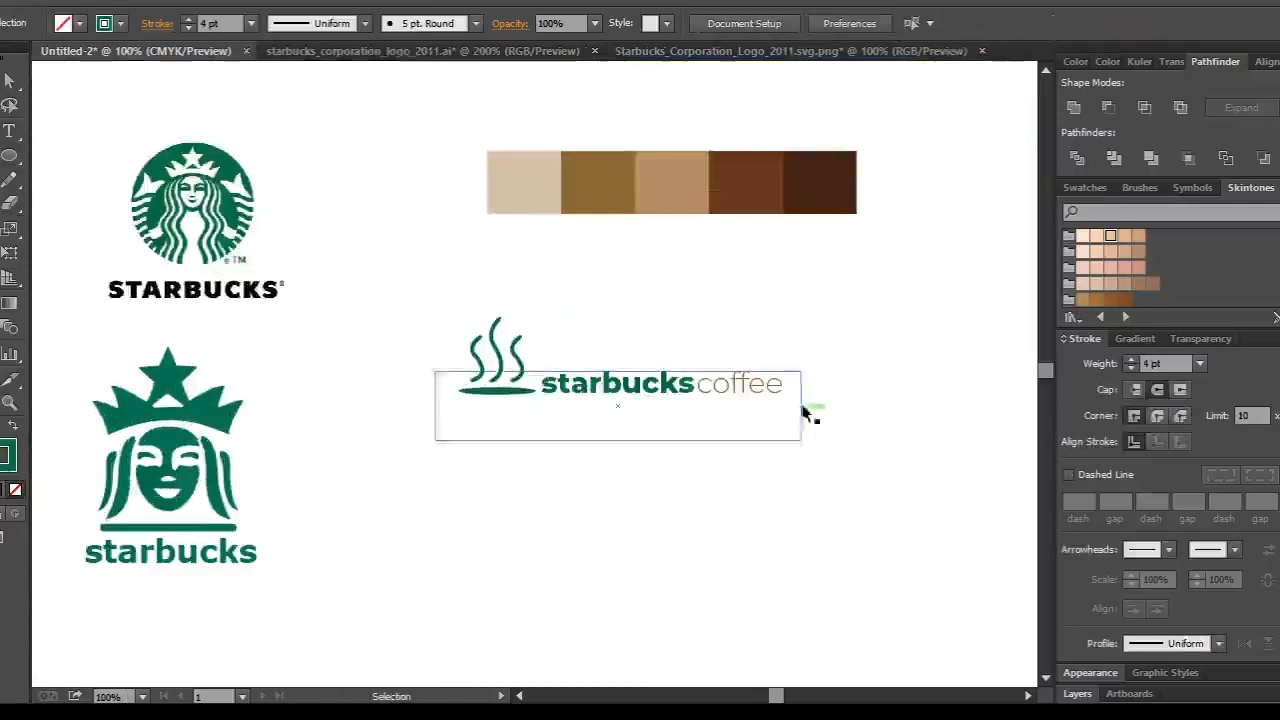 ction Stroke: 4 pt Uniform 5 pt. Round Opacity: 100% Style: Document Setup Preferences
Untitled-2* @ 100% (CMYK/Preview) × starbucks_corporation_logo_2011.ai* @ 200% (RGB/Preview) × Starbucks_Corporation_Logo_2011.svg.png* @ 100% (RGB/Preview) ×
Color Color Kuler Trans Pathfinder Align
Shape Modes:
Expand
Pathfinders:
Swatches Brushes Symbols Skintones
TM
STARBUCKS®
starbucks coffee
starbucks
Stroke Gradient Transparency
Weight: 4 pt
Cap:
Corner: Limit: 10 x
Align Stroke:
Dashed Line
dash gap dash gap dash gap
Arrowheads:
Scale: 100% 100%
Align:
Profile: Uniform
Appearance Graphic Styles
Layers Artboards
100% 1 Selection